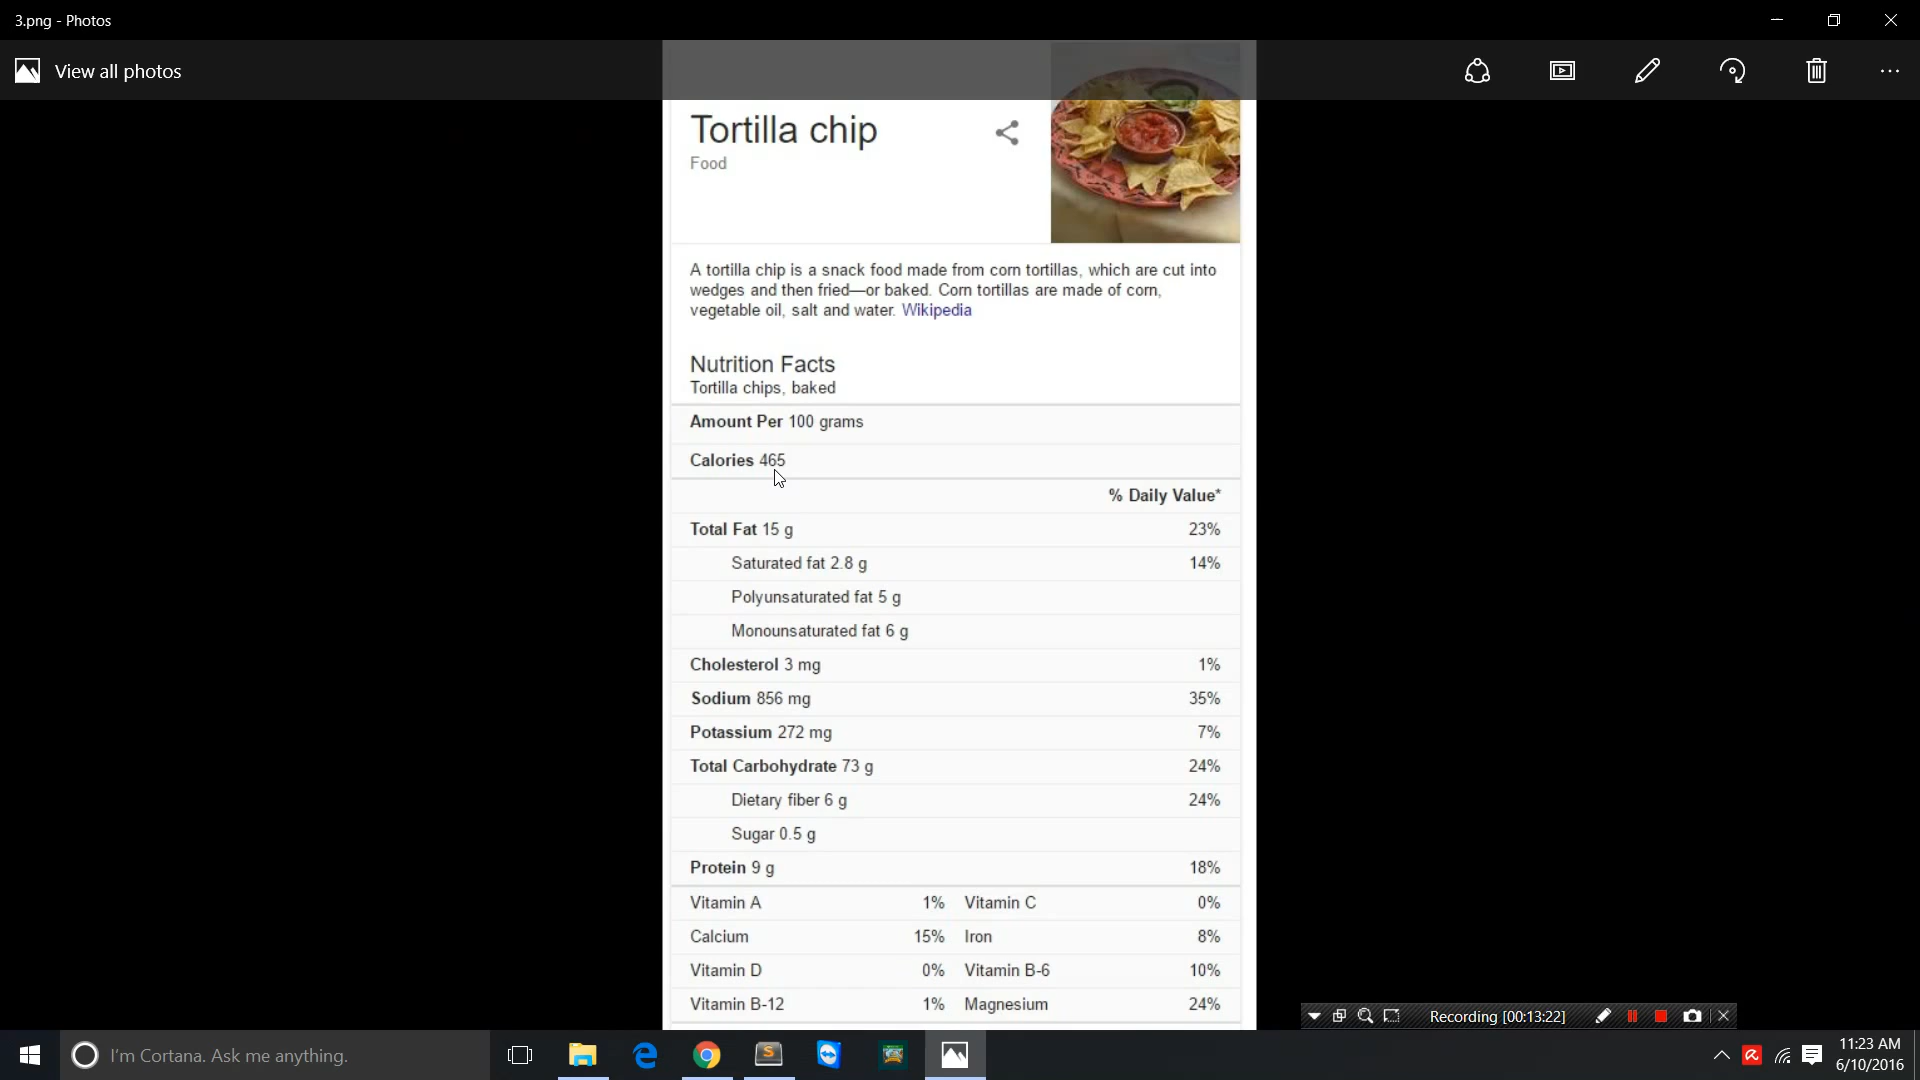 3.png - Photos
View all photos
Tortilla chip
Food
A tortilla chip is a snack food made from corn tortillas, which are cut into
wedges and then fried—or baked. Corn tortillas are made of corn,
vegetable oil, salt and water. Wikipedia
Nutrition Facts
Tortilla chips, baked
Amount Per 100 grams
Calories 465
% Daily Value*
Total Fat 15 g 23%
Saturated fat 2.8 g 14%
Polyunsaturated fat 5 g
Monounsaturated fat 6 g
Cholesterol 3 mg 1%
Sodium 856 mg 35%
Potassium 272 mg 7%
Total Carbohydrate 73 g 24%
Dietary fiber 6 g 24%
Sugar 0.5 g
Protein 9 g 18%
Vitamin A 1% Vitamin C 0%
Calcium 15% Iron 8%
Vitamin D 0% Vitamin B-6 10%
Vitamin B-12 1% Magnesium 24%
Recording [00:13:22]
I'm Cortana. Ask me anything.
11:23 AM
6/10/2016